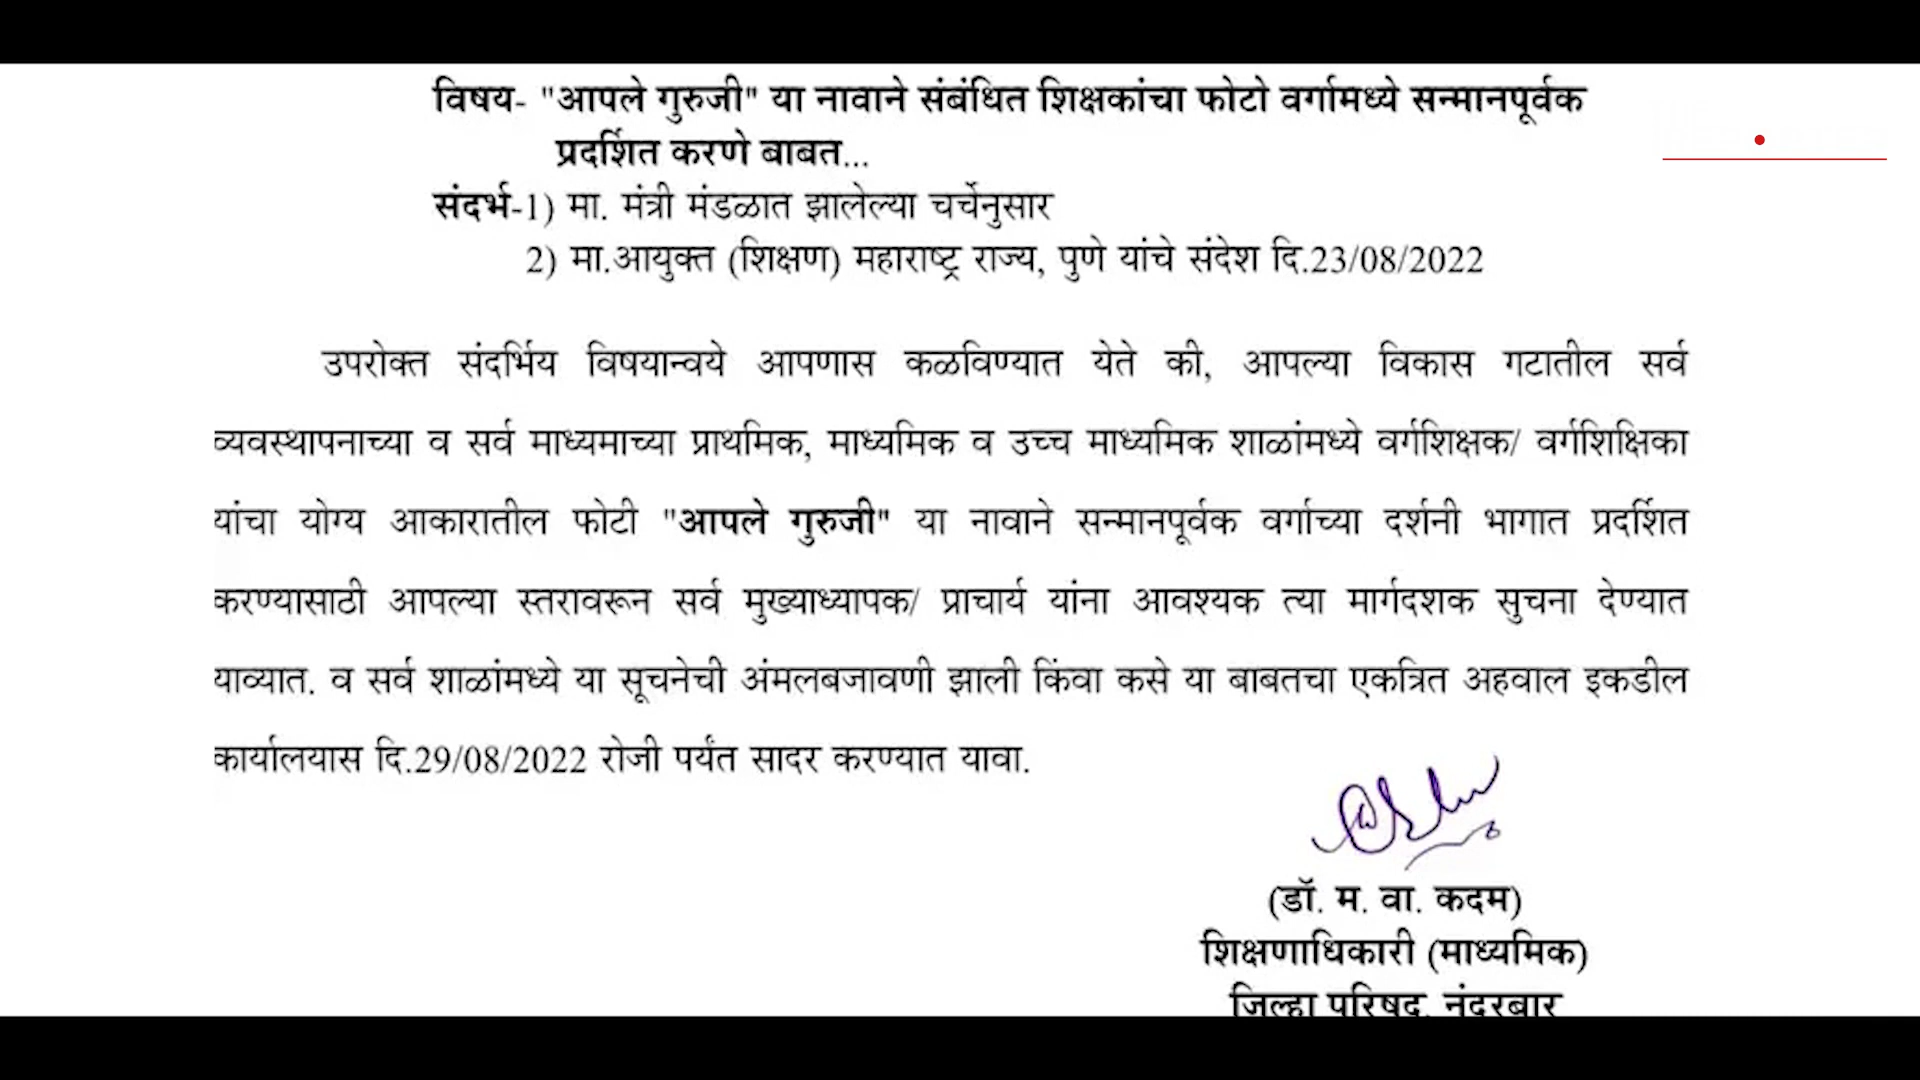 विषय- "आपले गुरुजी" या नावाने संबंधित शिक्षकांचा फोटो वर्गामध्ये सन्मानपूर्वक
प्रदर्शित करणे बाबत...
संदर्भ-1) मा. मंत्री मंडळात झालेल्या चर्चेनुसार
2) मा.आयुक्त (शिक्षण) महाराष्ट्र राज्य, पुणे यांचे संदेश दि.23/08/2022
उपरोक्त संदर्भिय विषयान्वये आपणास कळविण्यात येते की, आपल्या विकास गटातील सर्व
व्यवस्थापनाच्या व सर्व माध्यमाच्या प्राथमिक, माध्यमिक व उच्च माध्यमिक शाळांमध्ये वर्गशिक्षक/ वर्गशिक्षिका
यांचा योग्य आकारातील फोटी "आपले गुरुजी" या नावाने सन्मानपूर्वक वर्गाच्या दर्शनी भागात प्रदर्शित
करण्यासाठी आपल्या स्तरावरून सर्व मुख्याध्यापक/ प्राचार्य यांना आवश्यक त्या मार्गदशक सुचना देण्यात
याव्यात. व सर्व शाळांमध्ये या सूचनेची अंमलबजावणी झाली किंवा कसे या बाबतचा एकत्रित अहवाल इकडील
कार्यालयास दि.29/08/2022 रोजी पर्यंत सादर करण्यात यावा.
(डॉ. म. वा. कदम)
शिक्षणाधिकारी (माध्यमिक)
जिल्हा परिषद, नंदुरबार